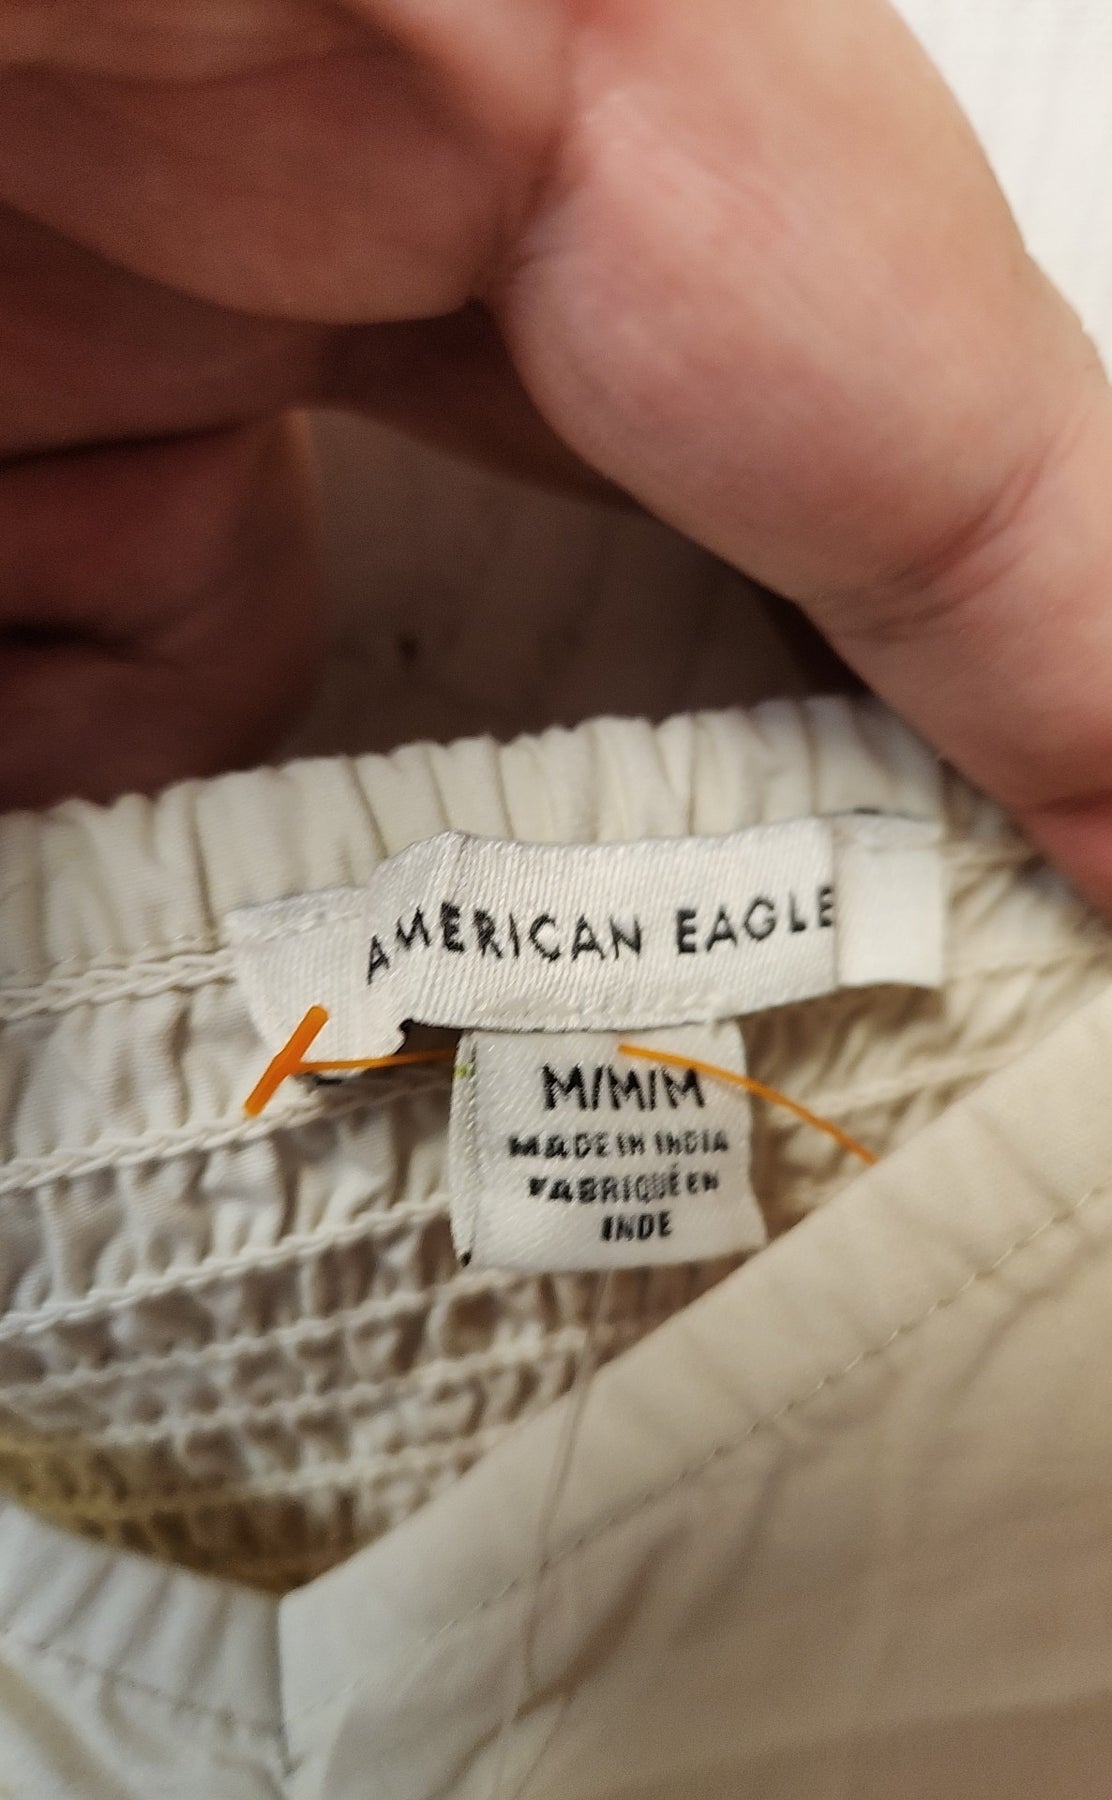 AMERICAN EAGLE
M/M/M
MADE IN INDIA
FABRIQUÉ EN
INDE